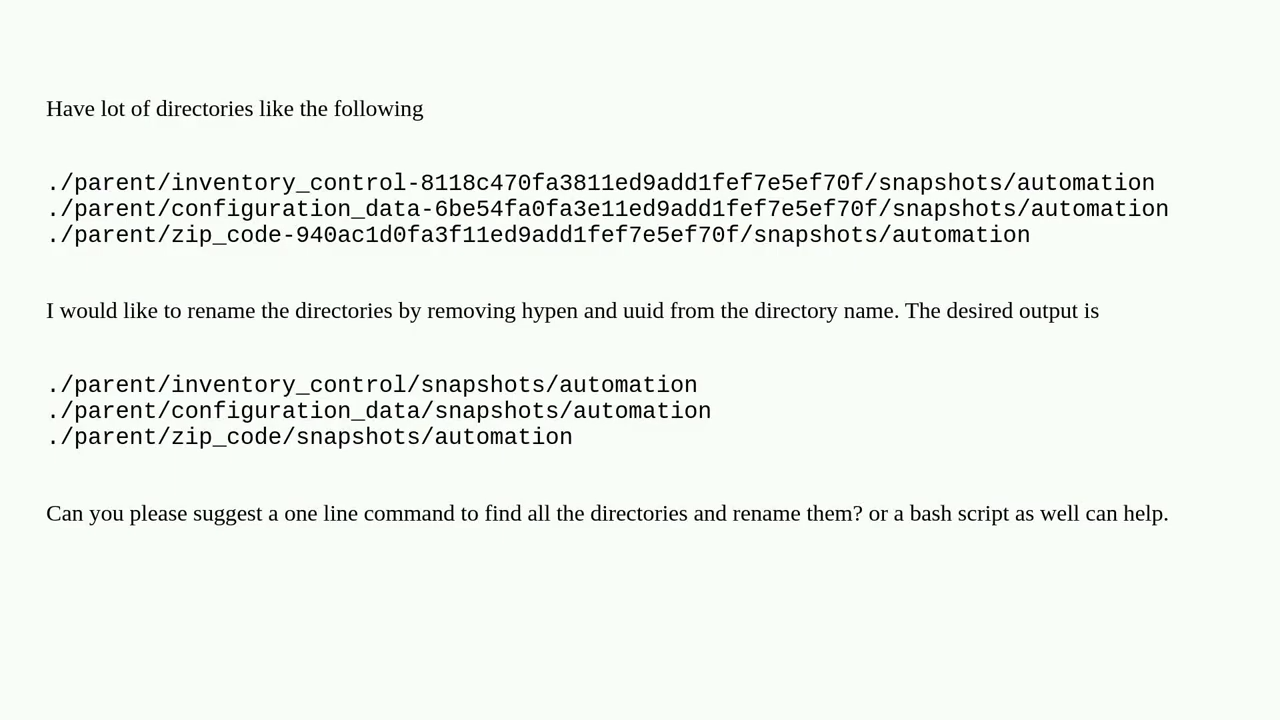 Have lot of directories like the following
./parent/inventory_control-8118c470fa3811ed9add1fef7e5ef70f/snapshots/automation
./parent/configuration_data-6be54fa0fa3e11ed9add1fef7e5ef70f/snapshots/automation
./parent/zip_code-940ac1d0fa3f11ed9add1fef7e5ef70f/snapshots/automation
I would like to rename the directories by removing hypen and uuid from the directory name. The desired output is
./parent/inventory_control/snapshots/automation
./parent/configuration_data/snapshots/automation
./parent/zip_code/snapshots/automation
Can you please suggest a one line command to find all the directories and rename them? or a bash script as well can help.